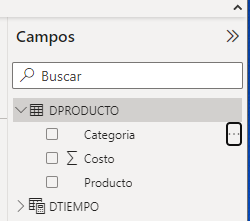 Campos
Buscar
DPRODUCTO
Categoria
Costo
Producto
DTIEMPO